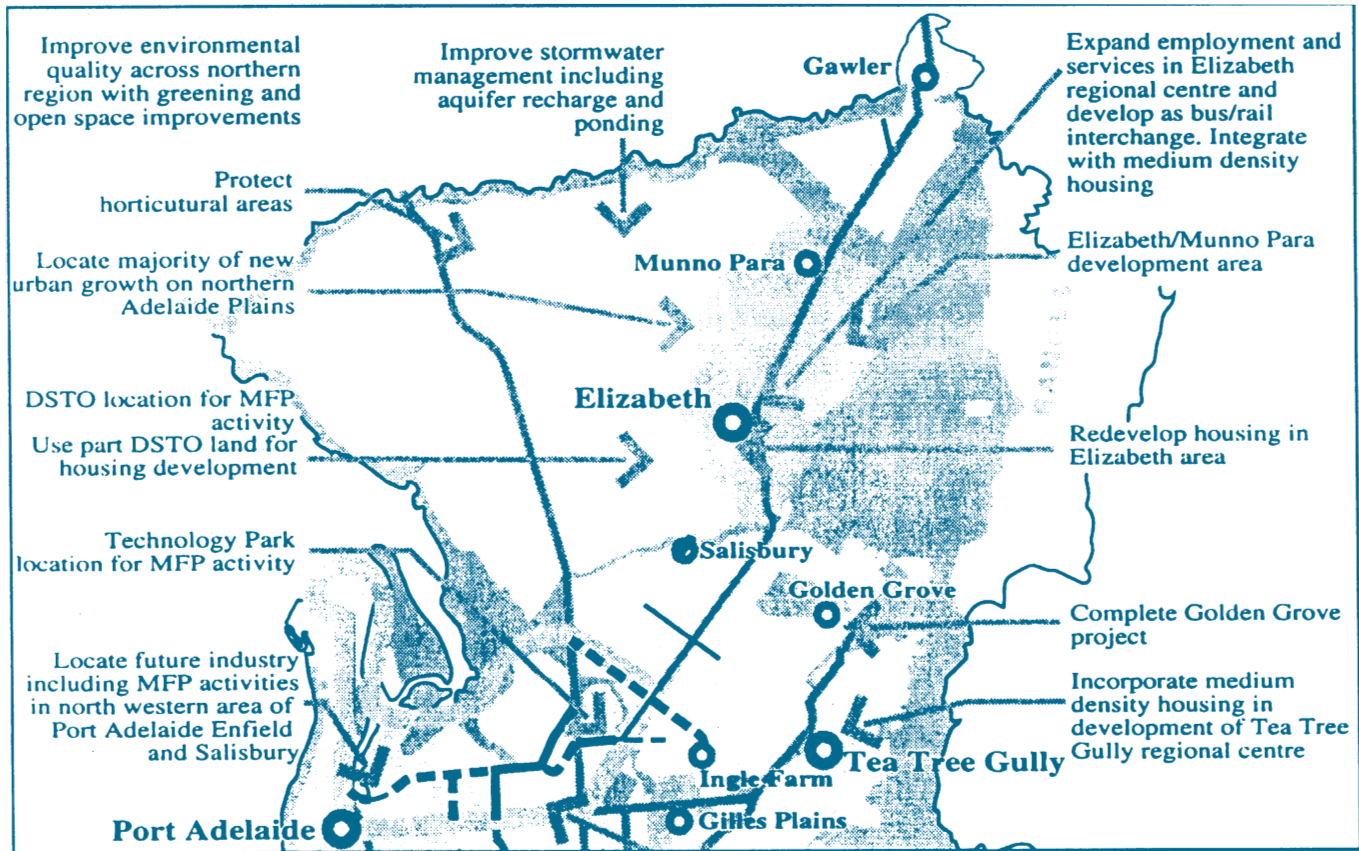 Improve environmental
quality across northern
region with greening and
open space improvements
Improve stormwater
management including
aquifer recharge and
ponding
Gawler
Expand employment and
services in Elizabeth
regional centre and
develop as bus/rail
interchange. Integrate
with medium density
housing
Protect
horticutural areas
Locate majority of new
urban growth on northern
Adelaide Plains
Munno Para
Elizabeth/Munno Para
development area
DSTO location for MFP
activity
Use part DSTO land for
housing development
Elizabeth
Redevelop housing in
Elizabeth area
Technology Park
location for MFP activity
Salisbury
Golden Grove
Complete Golden Grove
project
Locate future industry
including MFP activities
in north western area of
Port Adelaide Enfield
and Salisbury
Incorporate medium
density housing in
development of Tea Tree
Gully regional centre
Ingle Farm
Tea Tree Gully
Port Adelaide
Gilles Plains